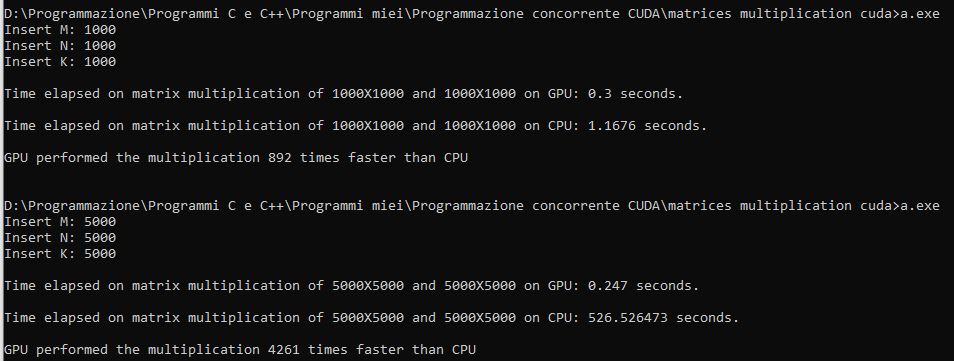 D:\Programmazione\Programmi C e C++\Programmi miei\Programmazione concorrente CUDA\matrices multiplication cuda>a.exe
Insert M: 1000
Insert N: 1000
Insert K: 1000
Time elapsed on matrix multiplication of 1000X1000 and 1000X1000 on GPU: 0.3 seconds.
Time elapsed on matrix multiplication of 1000X1000 and 1000X1000 on CPU: 1.1676 seconds.
GPU performed the multiplication 892 times faster than CPU
D:\Programmazione\Programmi C e C++\Programmi miei\Programmazione concorrente CUDA\matrices multiplication cuda>a.exe
Insert M: 5000
Insert N: 5000
Insert K: 5000
Time elapsed on matrix multiplication of 5000X5000 and 5000X5000 on GPU: 0.247 seconds.
Time elapsed on matrix multiplication of 5000X5000 and 5000X5000 on CPU: 526.526473 seconds.
GPU performed the multiplication 4261 times faster than CPU